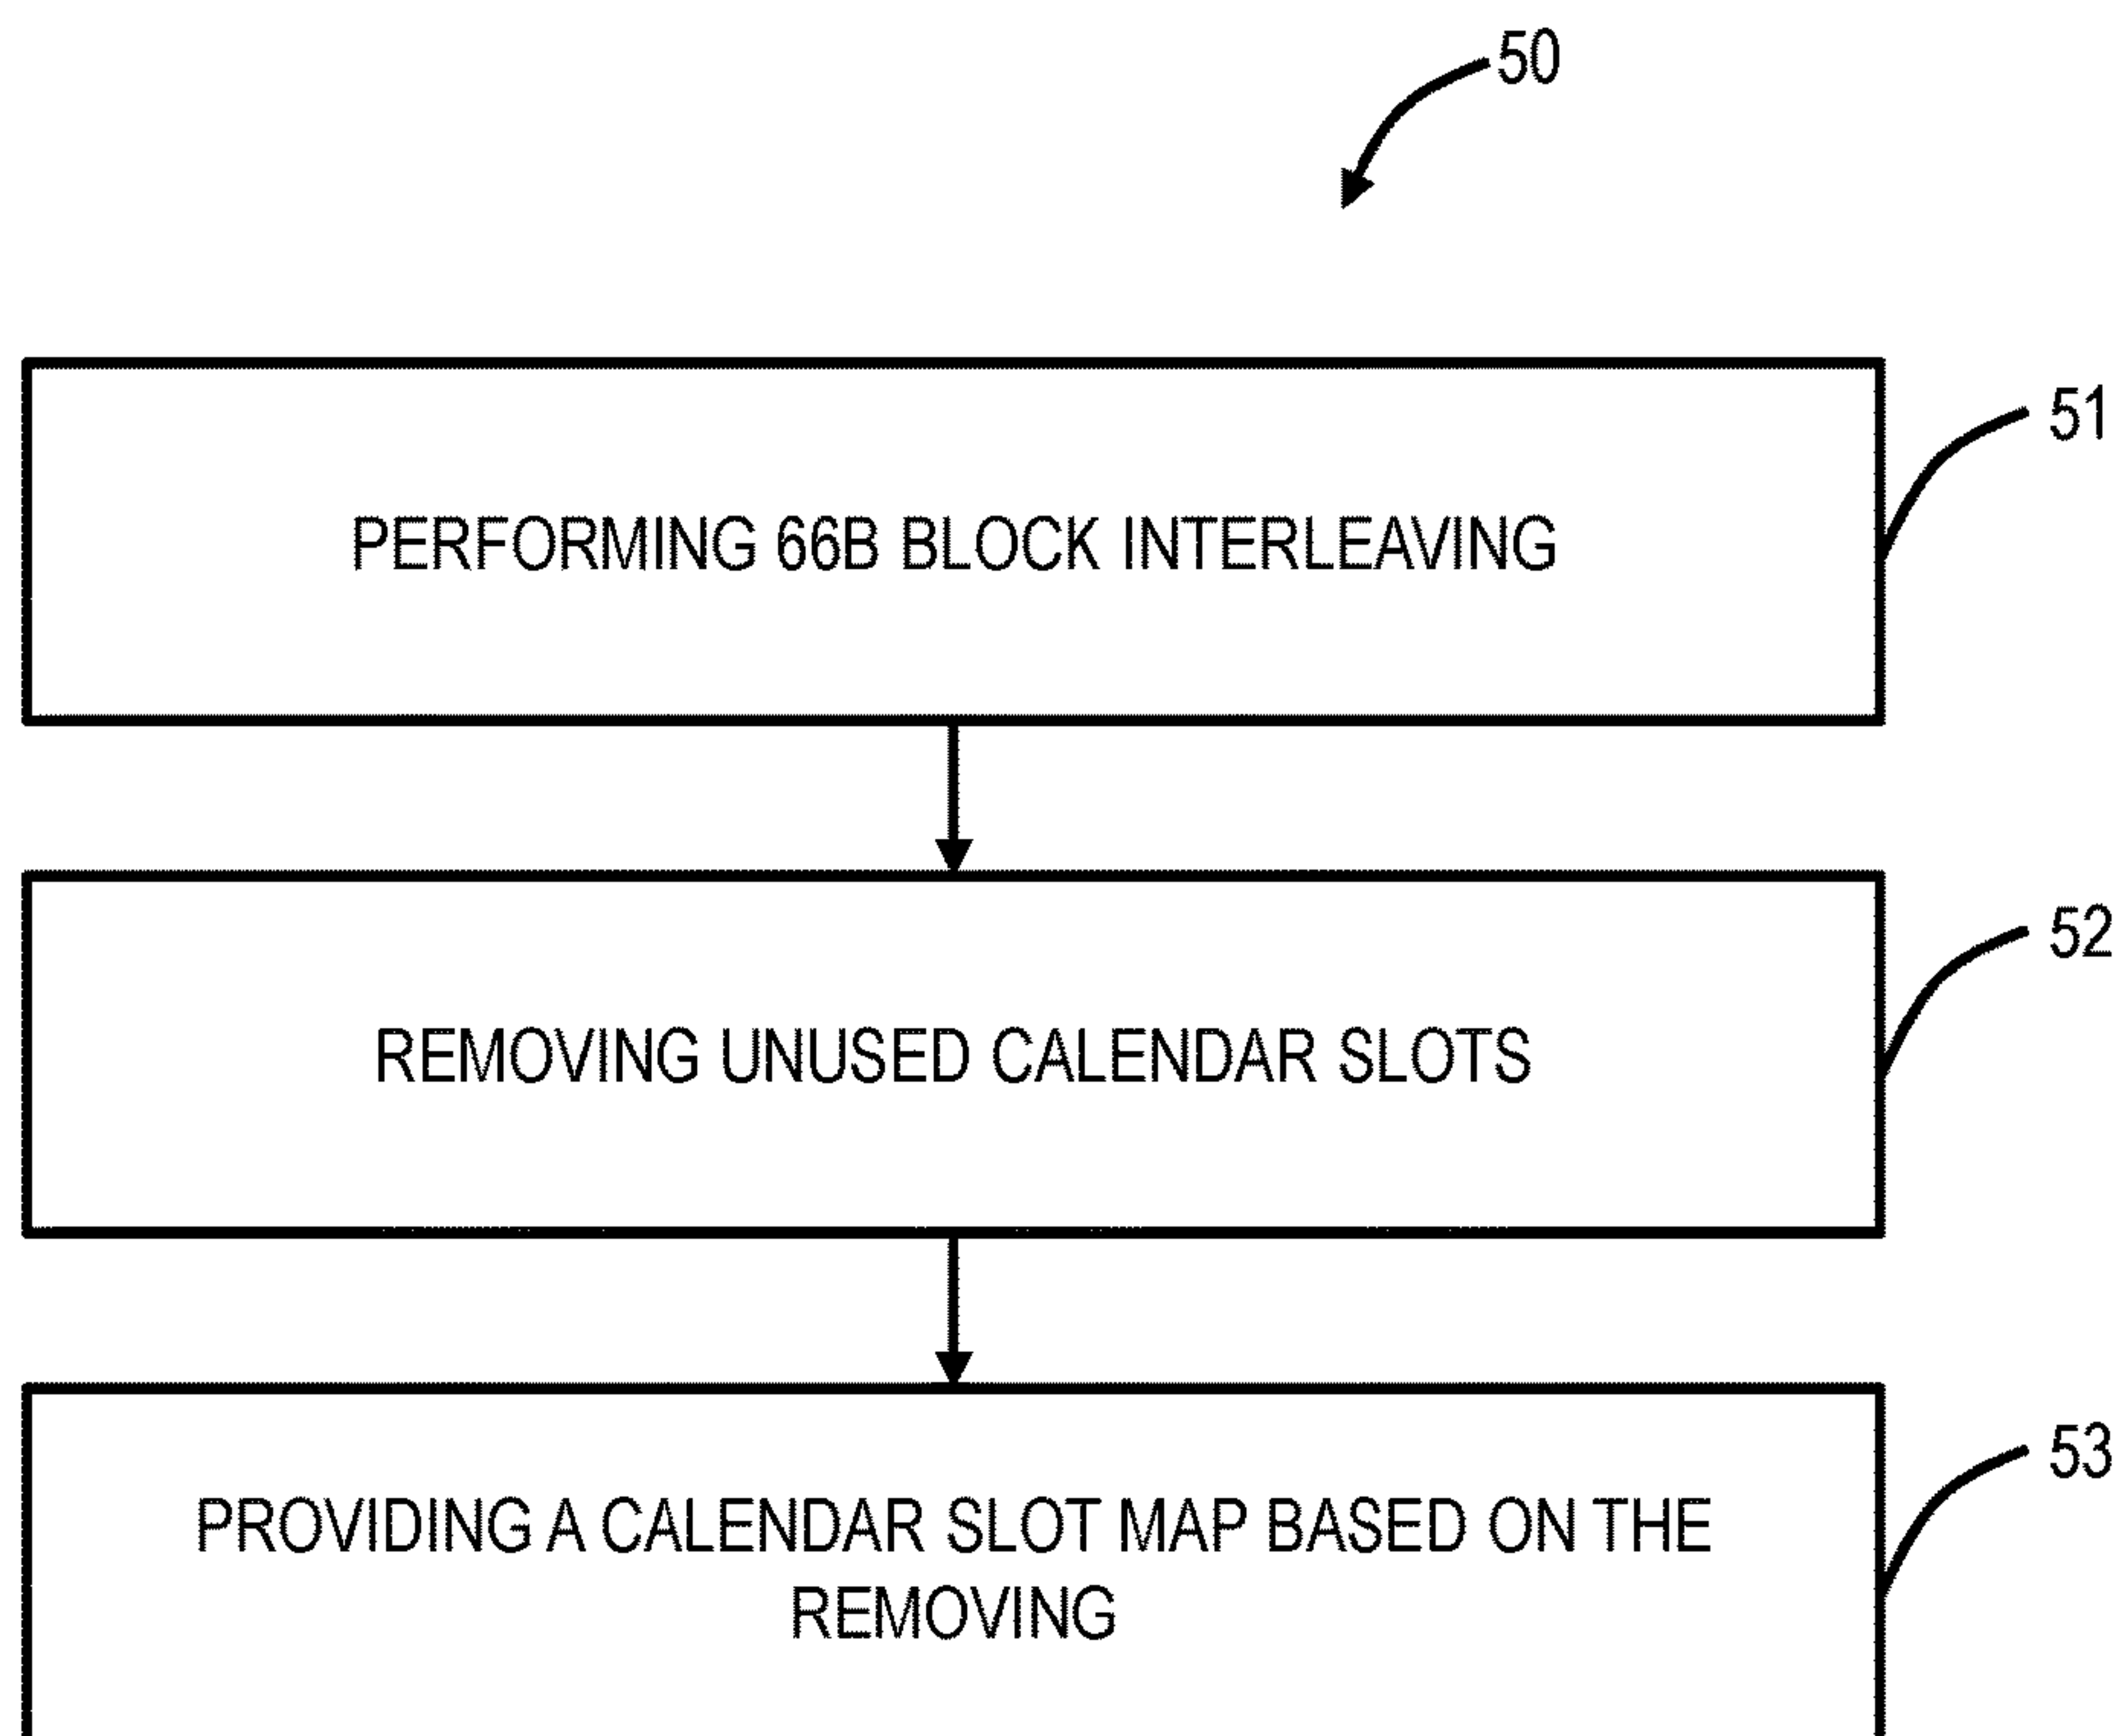 50
51
PERFORMING 66B BLOCK INTERLEAVING
52
REMOVING UNUSED CALENDAR SLOTS
53
PROVIDING A CALENDAR SLOT MAP BASED ON THE
REMOVING